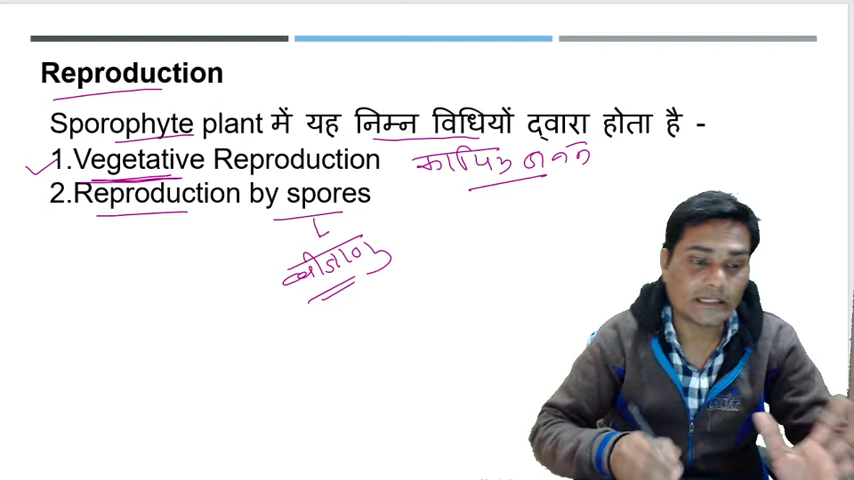 Reproduction
Sporophyte plant में यह निम्न विधियों द्वारा होता है -
1.Vegetative Reproduction कायिक जनन
2.Reproduction by spores
बीजाणु